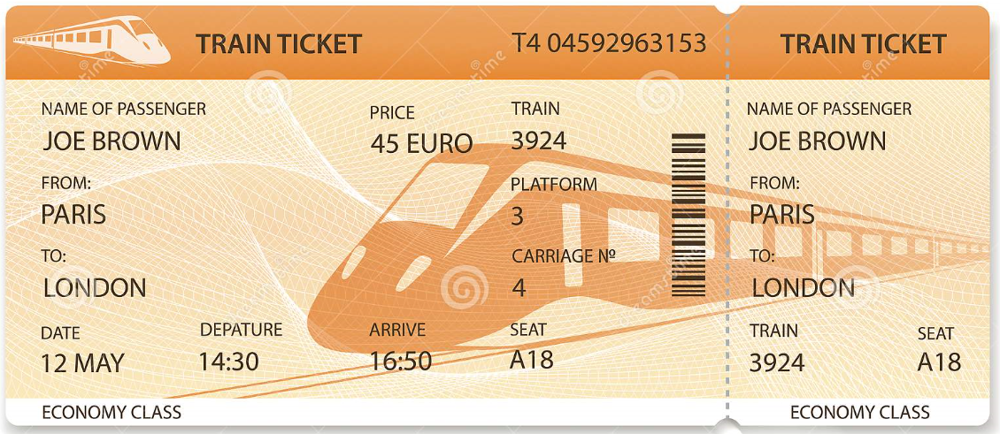 TRAIN TICKET
T4 04592963153
NAME OF PASSENGER
JOE BROWN
PRICE
45 EURO
TRAIN
3924
FROM:
PARIS
PLATFORM
3
TO:
LONDON
CARRIAGE Nº
4
DATE
12 MAY
DEPATURE
14:30
ARRIVE
16:50
SEAT
A18
ECONOMY CLASS
TRAIN TICKET
NAME OF PASSENGER
JOE BROWN
FROM:
PARIS
TO:
LONDON
TRAIN
3924
SEAT
A18
ECONOMY CLASS